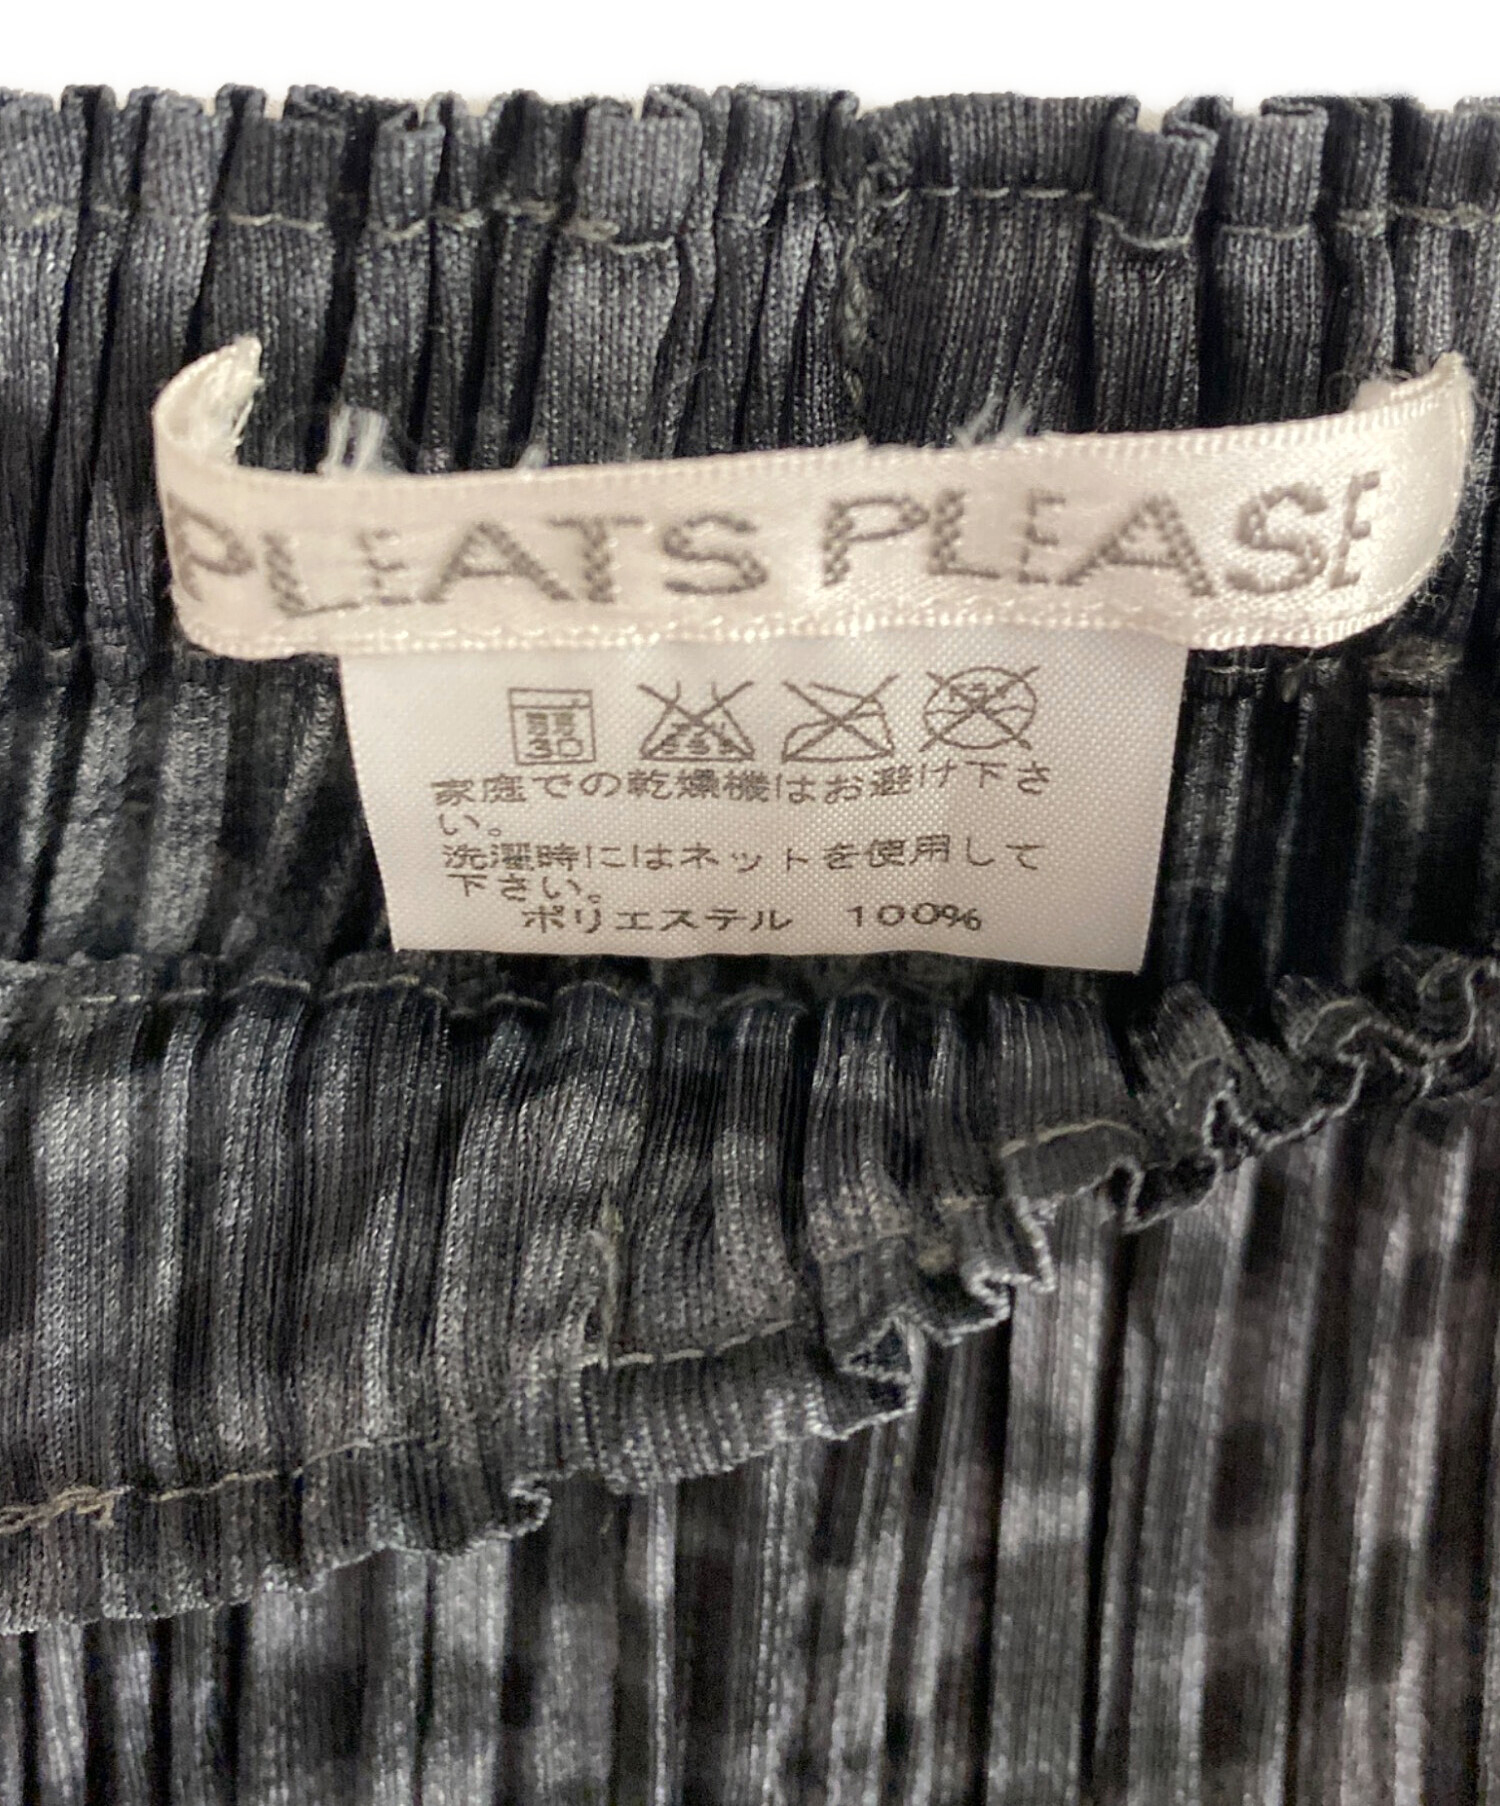 PLEATS PLEASE
家庭での乾燥機はお避け下さ
い。
洗濯時にはネットを使用して
下さい。
ポリエステル 100%